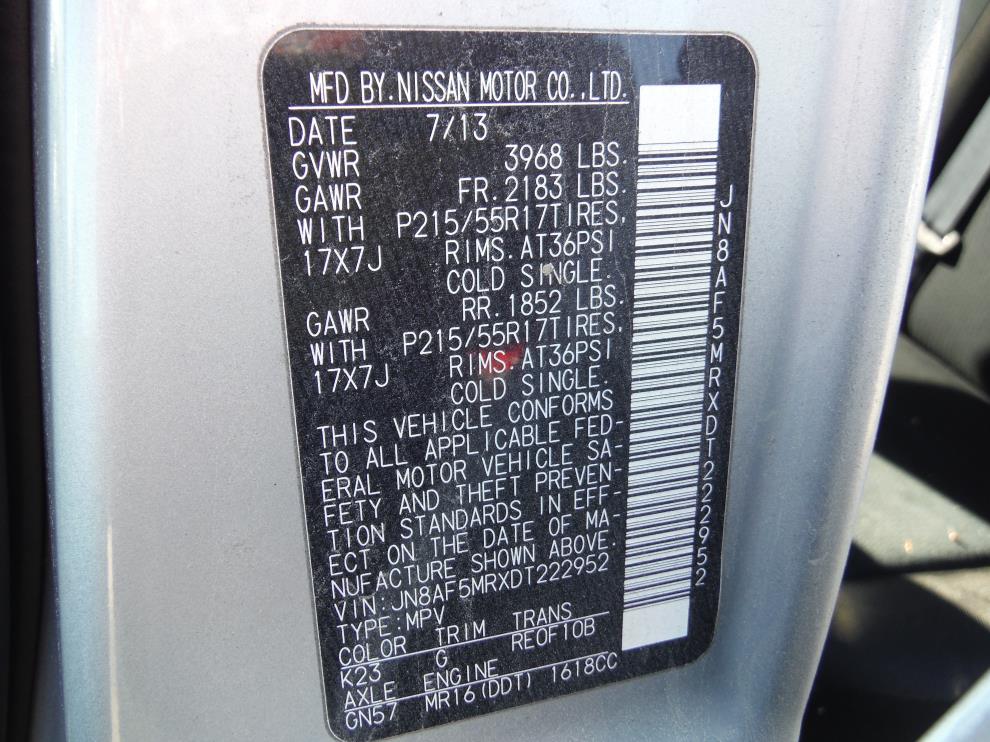 MFD BY.NISSAN MOTOR CO.,LTD.
DATE 7/13
GVWR 3968 LBS.
GAWR FR.2183 LBS.
WITH P215/55R17TIRES,
17X7J RIMS.AT36PSI
COLD SINGLE.
GAWR RR.1852 LBS.
WITH P215/55R17TIRES,
17X7J RIMS.AT36PSI
COLD SINGLE.
THIS VEHICLE CONFORMS
TO ALL APPLICABLE FED-
ERAL MOTOR VEHICLE SA-
FETY AND THEFT PREVEN-
TION STANDARDS IN EFF-
ECT ON THE DATE OF MA-
NUFACTURE SHOWN ABOVE.
VIN:JN8AF5MRXDT222952
TYPE:MPV
COLOR TRIM TRANS
K23 G RE0F10B
AXLE ENGINE
GN57 MR16(DDT) 1618CC
JN8AF5MRXDT222952